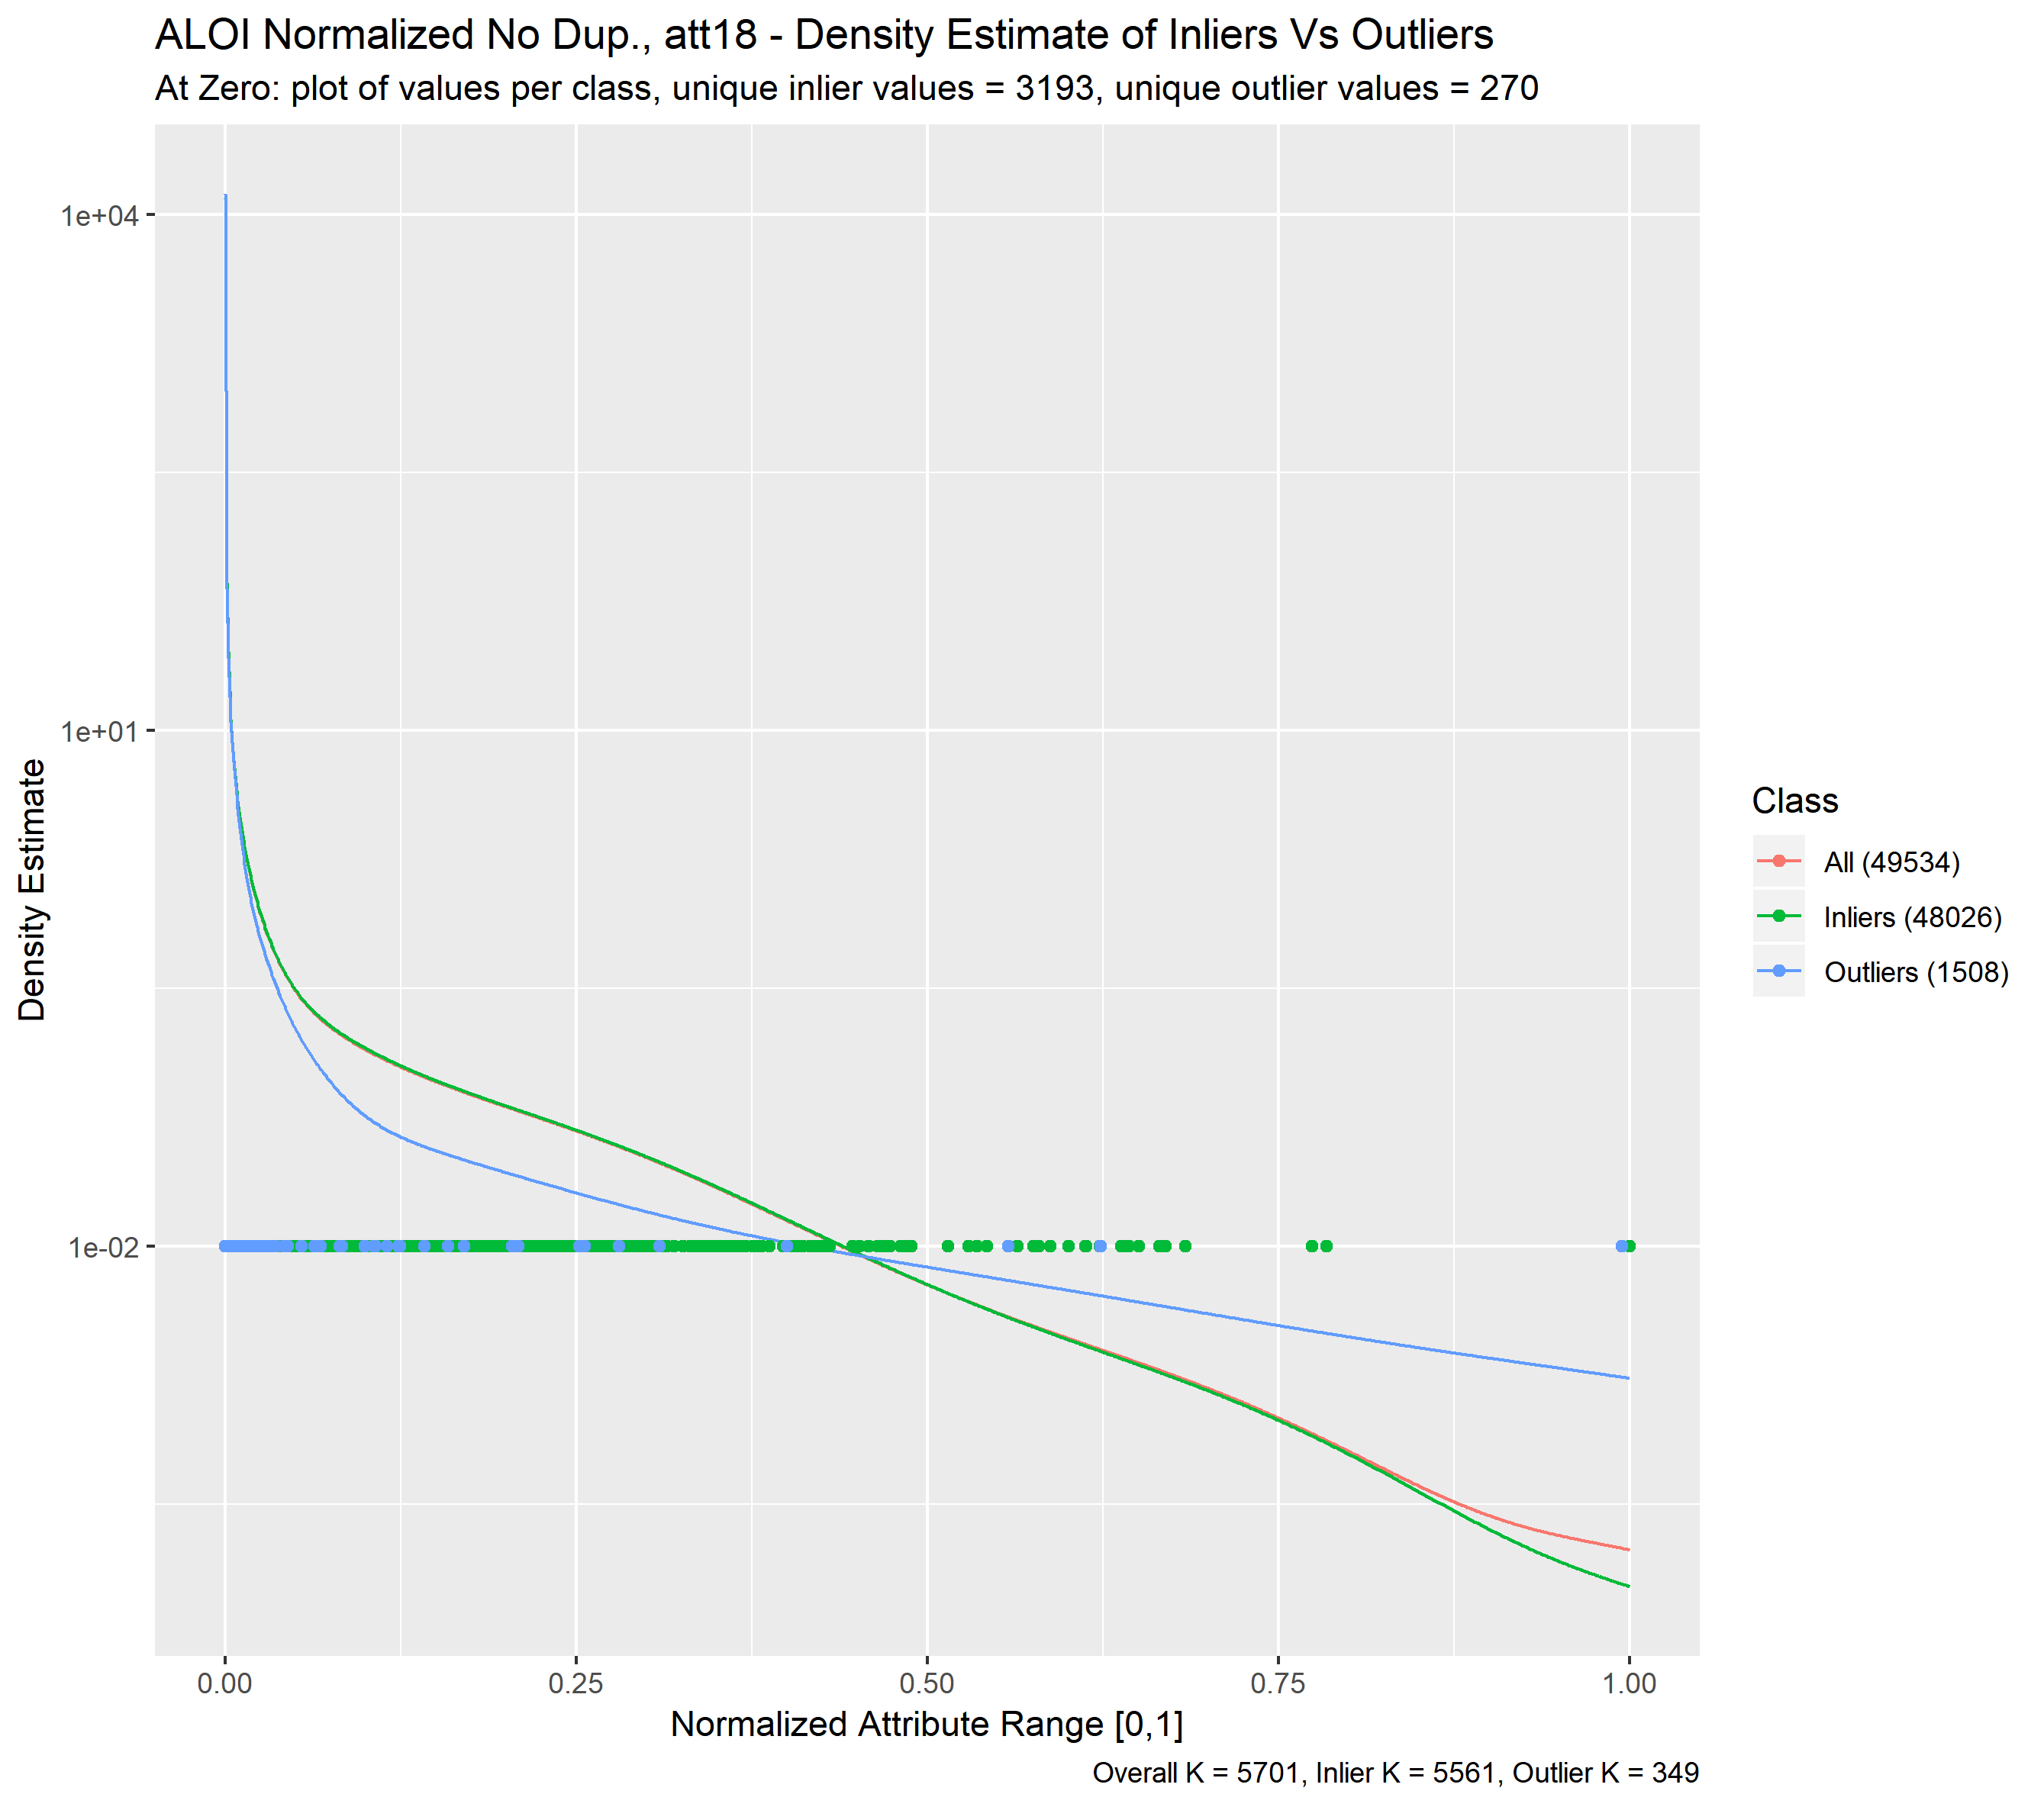 ALOI Normalized No Dup., att18 - Density Estimate of Inliers Vs Outliers
At Zero: plot of values per class, unique inlier values = 3193, unique outlier values = 270
1e+04
1e+01
1e-02
Density Estimate
0.00 0.25 0.50 0.75 1.00
Normalized Attribute Range [0,1]
Overall K = 5701, Inlier K = 5561, Outlier K = 349
Class
All (49534)
Inliers (48026)
Outliers (1508)